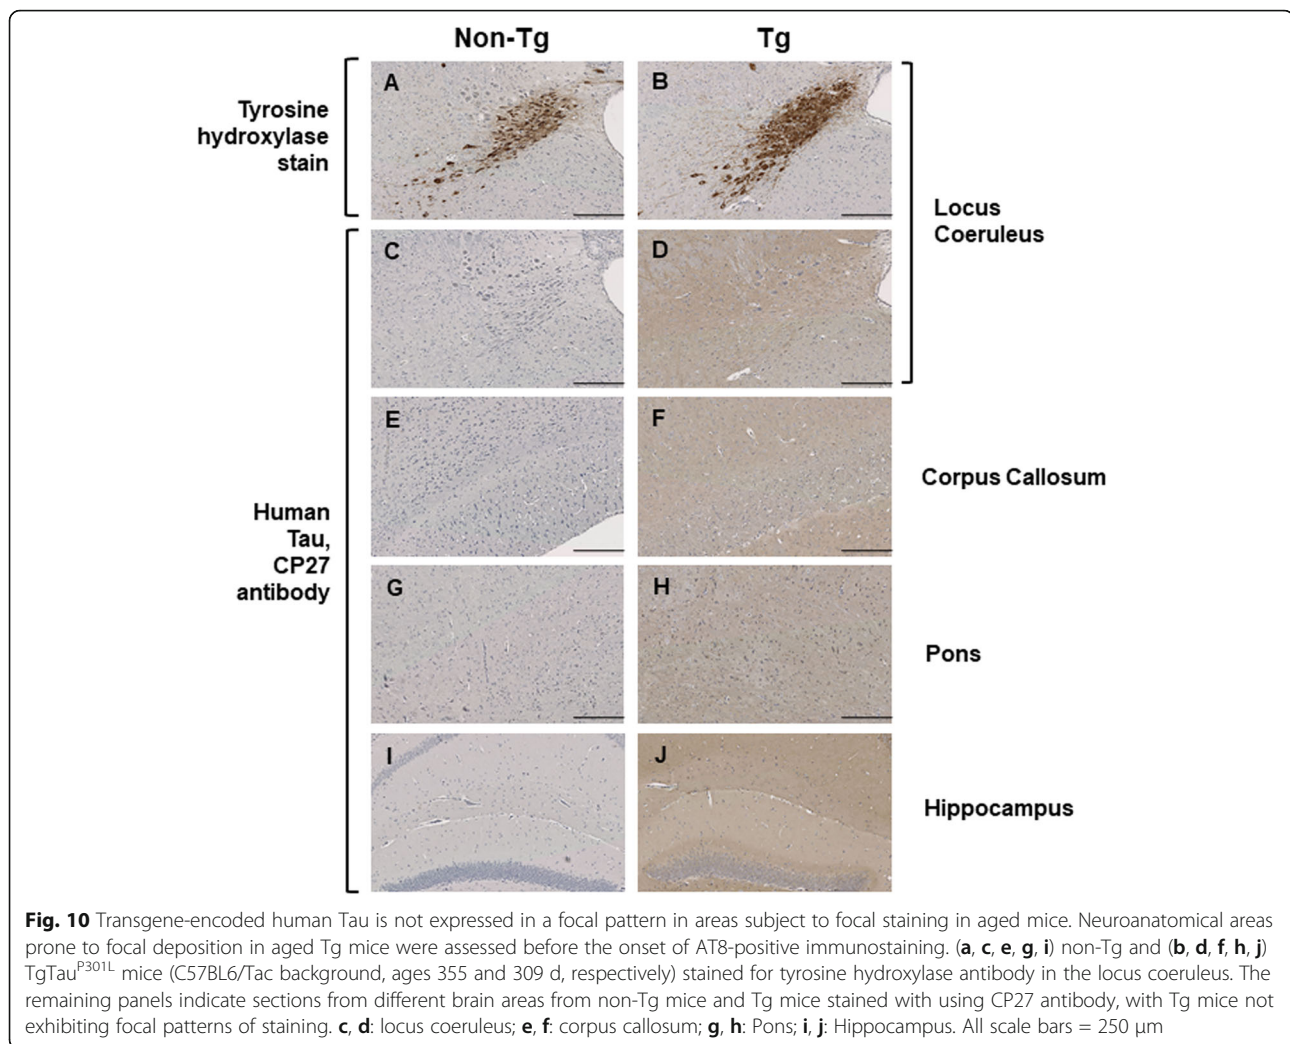 Non-Tg
Tg
Tyrosine
hydroxylase
stain
A
B
Locus
Coeruleus
C
D
E
F
Corpus Callosum
Human
Tau,
CP27
antibody
G
H
Pons
I
J
Hippocampus
Fig. 10 Transgene-encoded human Tau is not expressed in a focal pattern in areas subject to focal staining in aged mice. Neuroanatomical areas
prone to focal deposition in aged Tg mice were assessed before the onset of AT8-positive immunostaining. (a, c, e, g, i) non-Tg and (b, d, f, h, j)
TgTauP301L mice (C57BL6/Tac background, ages 355 and 309 d, respectively) stained for tyrosine hydroxylase antibody in the locus coeruleus. The
remaining panels indicate sections from different brain areas from non-Tg mice and Tg mice stained with using CP27 antibody, with Tg mice not
exhibiting focal patterns of staining. c, d: locus coeruleus; e, f: corpus callosum; g, h: Pons; i, j: Hippocampus. All scale bars = 250 μm